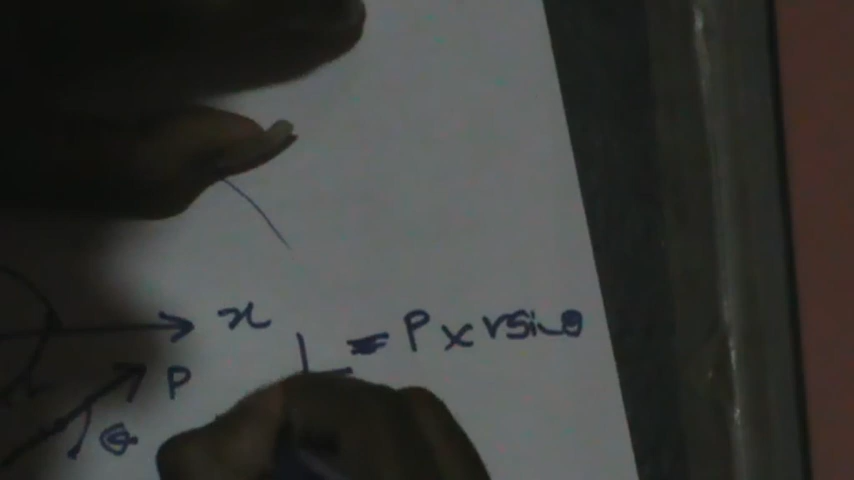 x
L = P × r sin θ
P
θ